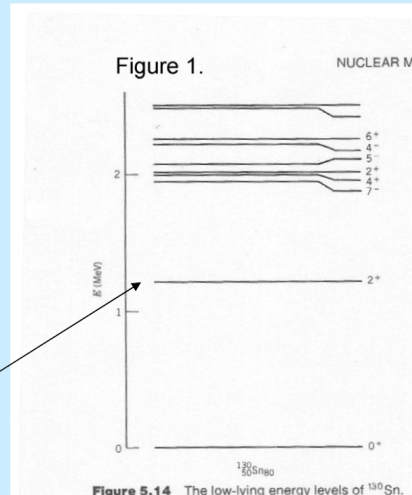 Figure 1.
NUCLEAR M
6+
4−
5−
2+
2
4+
7−
E (MeV)
2+
1
0
0+
130
50Sn80
Figure 5.14 The low-lying energy levels of 130Sn.